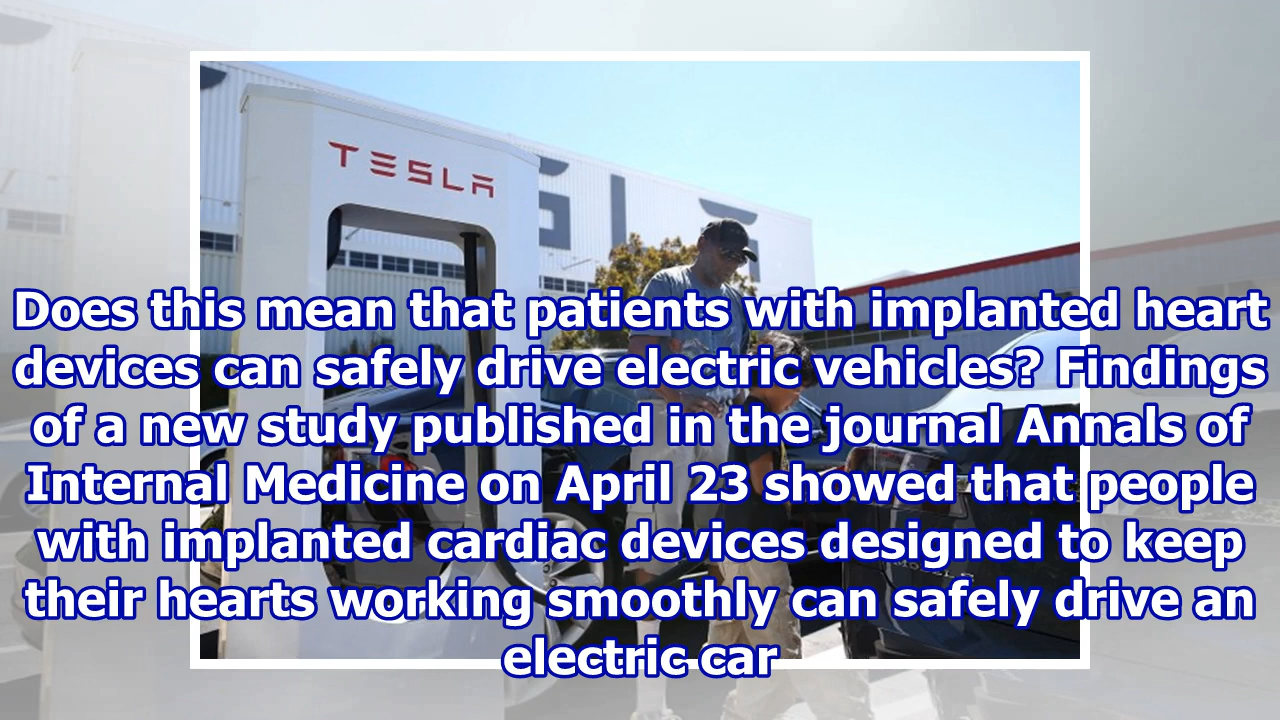 TESLA
Does this mean that patients with implanted heart
devices can safely drive electric vehicles? Findings
of a new study published in the journal Annals of
Internal Medicine on April 23 showed that people
with implanted cardiac devices designed to keep
their hearts working smoothly can safely drive an
electric car